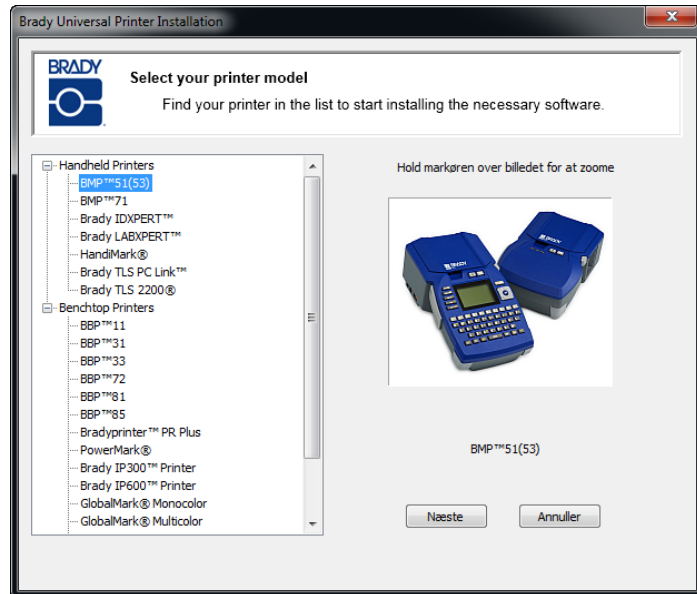 Brady Universal Printer Installation
BRADY
Select your printer model
Find your printer in the list to start installing the necessary software.
Handheld Printers
BMP™51(53)
BMP™71
Brady IDXPERT™
Brady LABXPERT™
HandiMark®
Brady TLS PC Link™
Brady TLS 2200®
Benchtop Printers
BBP™11
BBP™31
BBP™33
BBP™72
BBP™81
BBP™85
Bradyprinter™ PR Plus
PowerMark®
Brady IP300™ Printer
Brady IP600™ Printer
GlobalMark® Monocolor
GlobalMark® Multicolor
Hold markøren over billedet for at zoome
BMP™51(53)
Næste
Annuller